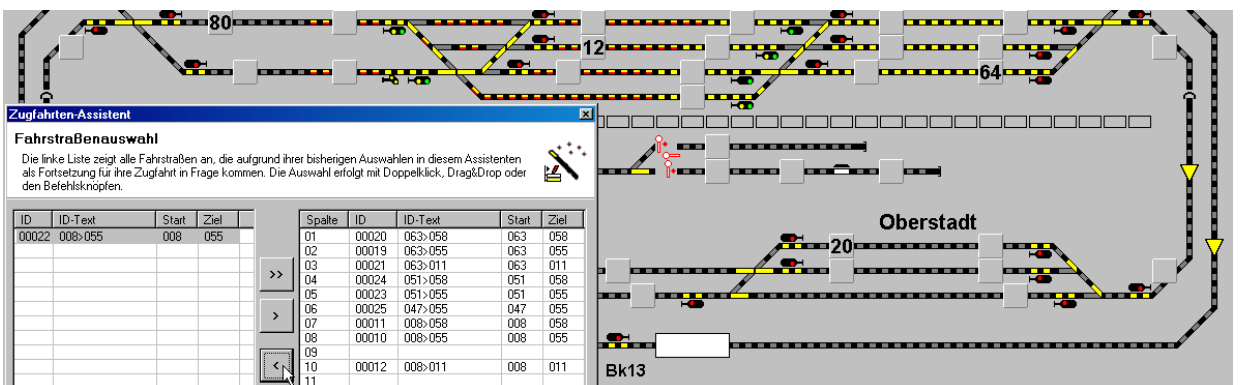 80
12
64
Zugfahrten-Assistent
Fahrstraßenauswahl
Die linke Liste zeigt alle Fahrstraßen an, die aufgrund ihrer bisherigen Auswahlen in diesem Assistenten
als Fortsetzung für ihre Zugfahrt in Frage kommen. Die Auswahl erfolgt mit Doppelklick, Drag&Drop oder
den Befehlsknöpfen.
ID ID-Text Start Ziel
00022 008>055 008 055
>>
>
<
Spalte ID ID-Text Start Ziel
01 00020 063>058 063 058
02 00019 063>055 063 055
03 00021 063>011 063 011
04 00024 051>058 051 058
05 00023 051>055 051 055
06 00025 047>055 047 055
07 00011 008>058 008 058
08 00010 008>055 008 055
09
10 00012 008>011 008 011
11
Oberstadt
20
Bk13